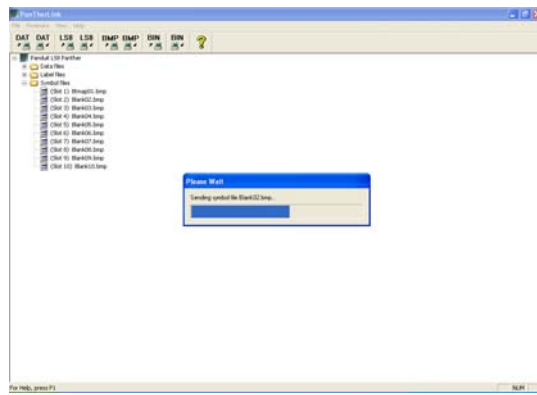 PanTherLink
File Firmware View Help
DAT DAT LS8 LS8 BMP BMP BIN BIN
Panduit LS8 Panther
Data files
Label files
Symbol files
(Slot 1) Bitmap01.bmp
(Slot 2) Blank02.bmp
(Slot 3) Blank03.bmp
(Slot 4) Blank04.bmp
(Slot 5) Blank05.bmp
(Slot 6) Blank06.bmp
(Slot 7) Blank07.bmp
(Slot 8) Blank08.bmp
(Slot 9) Blank09.bmp
(Slot 10) Blank10.bmp
Please Wait
Sending symbol file Blank02.bmp...
For Help, press F1
NUM